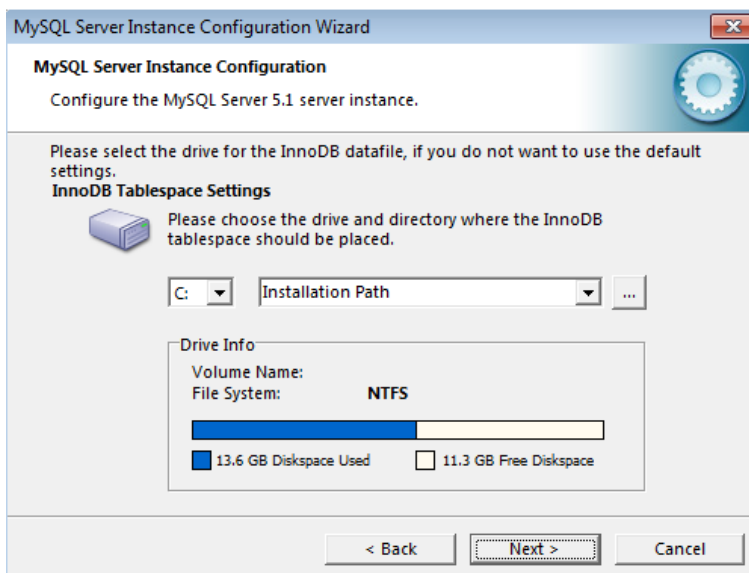 MySQL Server Instance Configuration Wizard
MySQL Server Instance Configuration
Configure the MySQL Server 5.1 server instance.
Please select the drive for the InnoDB datafile, if you do not want to use the default
settings.
InnoDB Tablespace Settings
Please choose the drive and directory where the InnoDB
tablespace should be placed.
C: Installation Path ...
Drive Info
Volume Name:
File System: NTFS
13.6 GB Diskspace Used 11.3 GB Free Diskspace
< Back Next > Cancel